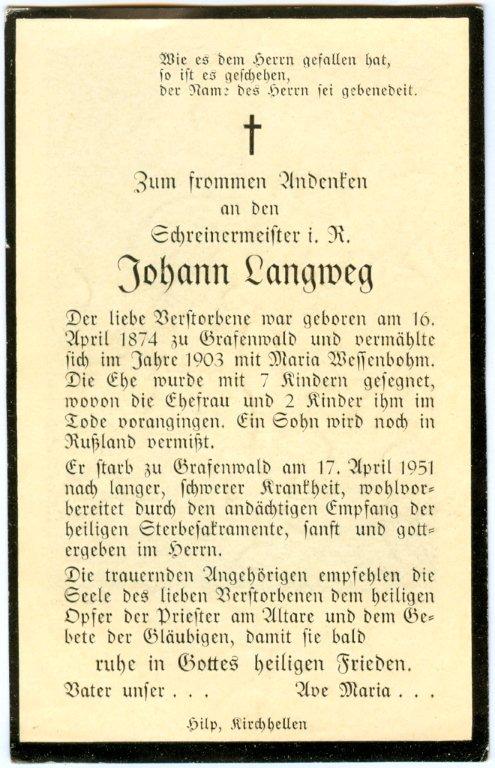 Wie es dem Herrn gefallen hat,
so ist es geschehen,
der Name des Herrn sei gebenedeit.
Zum frommen Andenken
an den
Schreinermeister i. R.
Johann Langweg
Der liebe Verstorbene war geboren am 16.
April 1874 zu Grafenwald und vermählte
sich im Jahre 1903 mit Maria Wessenbohm.
Die Ehe wurde mit 7 Kindern gesegnet,
wovon die Ehefrau und 2 Kinder ihm im
Tode vorangingen. Ein Sohn wird noch in
Rußland vermißt.
Er starb zu Grafenwald am 17. April 1951
nach langer, schwerer Krankheit, wohlvor-
bereitet durch den andächtigen Empfang der
heiligen Sterbesakramente, sanft und gott-
ergeben im Herrn.
Die trauernden Angehörigen empfehlen die
Seele des lieben Verstorbenen dem heiligen
Opfer der Priester am Altare und dem Ge-
bete der Gläubigen, damit sie bald
ruhe in Gottes heiligen Frieden.
Vater unser . . . Ave Maria . . .
Hilp, Kirchhellen